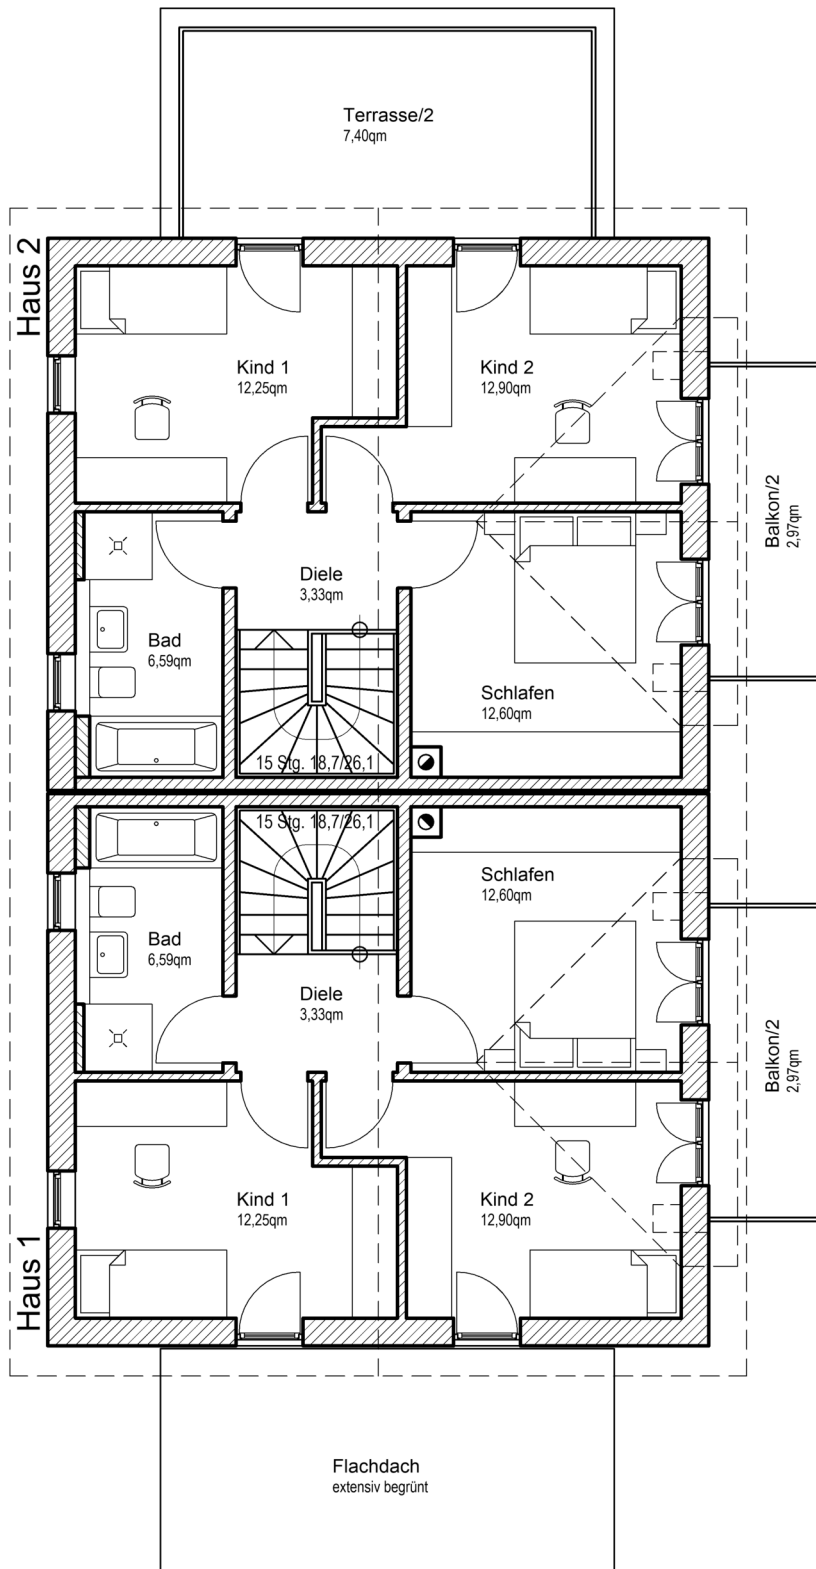 Terrasse/2
7,40qm
Haus 2
Kind 1
12,25qm
Kind 2
12,90qm
Balkon/2
2,97qm
Diele
3,33qm
Bad
6,59qm
Schlafen
12,60qm
15 Stg. 18,7/26,1
15 Stg. 18,7/26,1
Schlafen
12,60qm
Bad
6,59qm
Diele
3,33qm
Balkon/2
2,97qm
Kind 1
12,25qm
Kind 2
12,90qm
Haus 1
Flachdach
extensiv begrünt